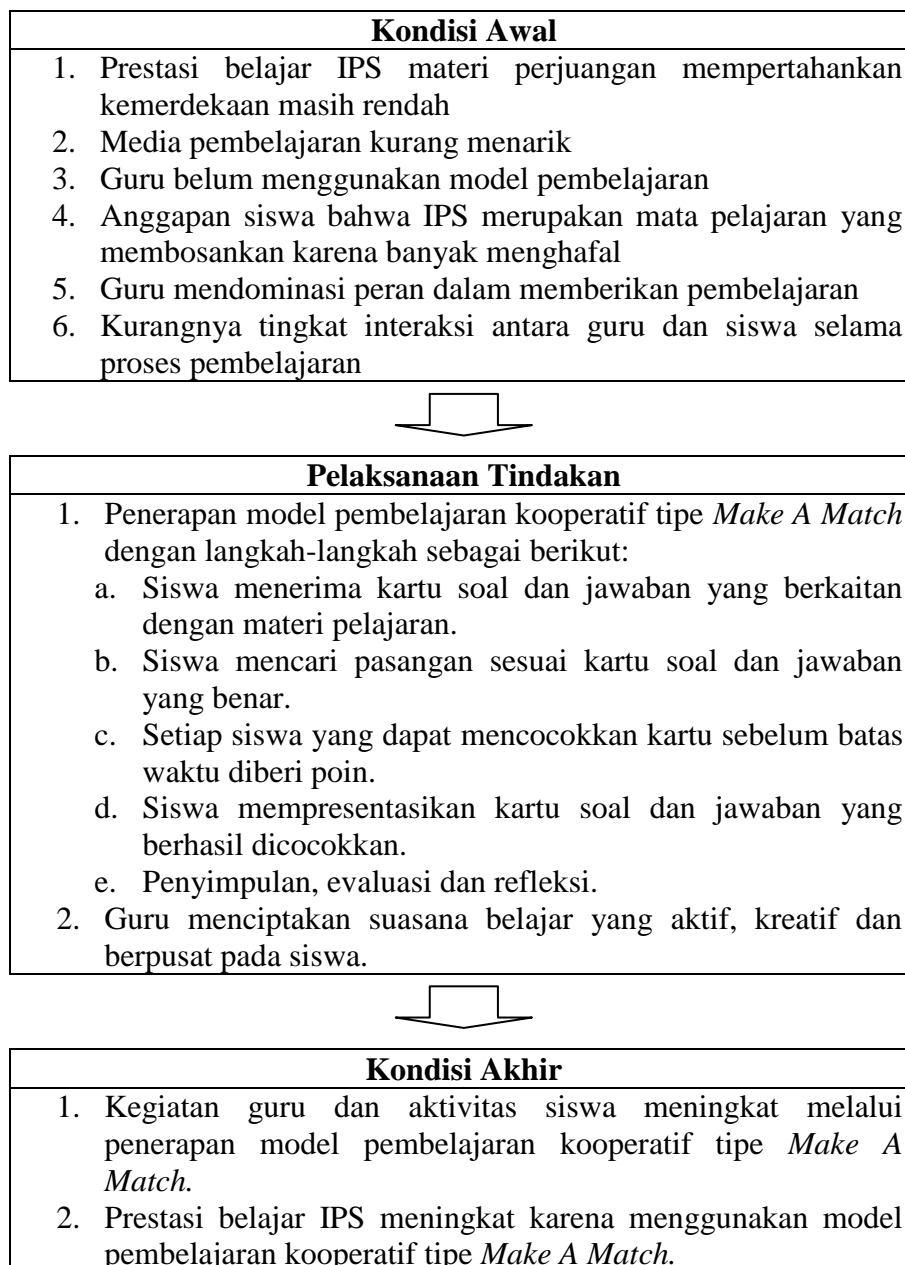 Kondisi Awal
1. Prestasi belajar IPS materi perjuangan mempertahankan
kemerdekaan masih rendah
2. Media pembelajaran kurang menarik
3. Guru belum menggunakan model pembelajaran
4. Anggapan siswa bahwa IPS merupakan mata pelajaran yang
membosankan karena banyak menghafal
5. Guru mendominasi peran dalam memberikan pembelajaran
6. Kurangnya tingkat interaksi antara guru dan siswa selama
proses pembelajaran
Pelaksanaan Tindakan
1. Penerapan model pembelajaran kooperatif tipe Make A Match
dengan langkah-langkah sebagai berikut:
a. Siswa menerima kartu soal dan jawaban yang berkaitan
dengan materi pelajaran.
b. Siswa mencari pasangan sesuai kartu soal dan jawaban
yang benar.
c. Setiap siswa yang dapat mencocokkan kartu sebelum batas
waktu diberi poin.
d. Siswa mempresentasikan kartu soal dan jawaban yang
berhasil dicocokkan.
e. Penyimpulan, evaluasi dan refleksi.
2. Guru menciptakan suasana belajar yang aktif, kreatif dan
berpusat pada siswa.
Kondisi Akhir
1. Kegiatan guru dan aktivitas siswa meningkat melalui
penerapan model pembelajaran kooperatif tipe Make A
Match.
2. Prestasi belajar IPS meningkat karena menggunakan model
pembelajaran kooperatif tipe Make A Match.